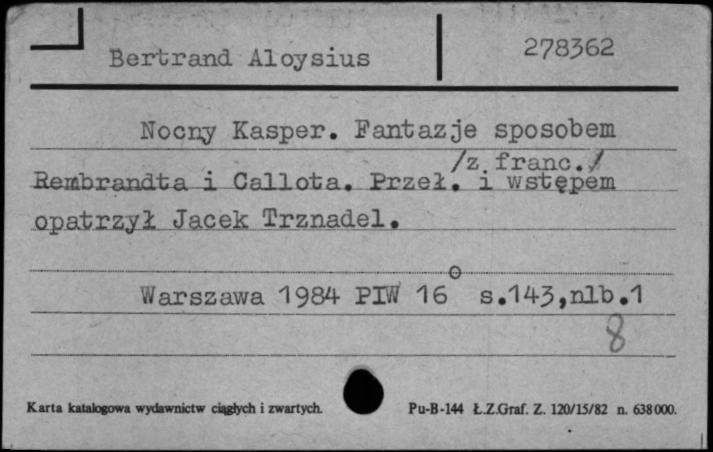 Bertrand Aloysius
278362
Nocny Kasper. Fantazje sposobem
/z franc./
Rembrandta i Callota. Przeł. i wstępem
opatrzył Jacek Trznadel.
Warszawa 1984 PIW 16° s.143,nlb.1
8
Karta katalogowa wydawnictw ciągłych i zwartych.
Pu-B-144 Ł.Z.Graf. Z. 120/15/82 n. 638000.